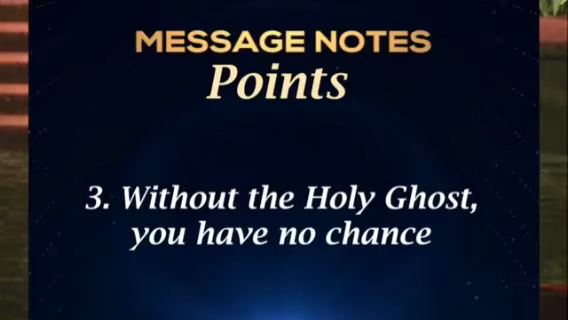 MESSAGE NOTES
Points
3. Without the Holy Ghost,
you have no chance